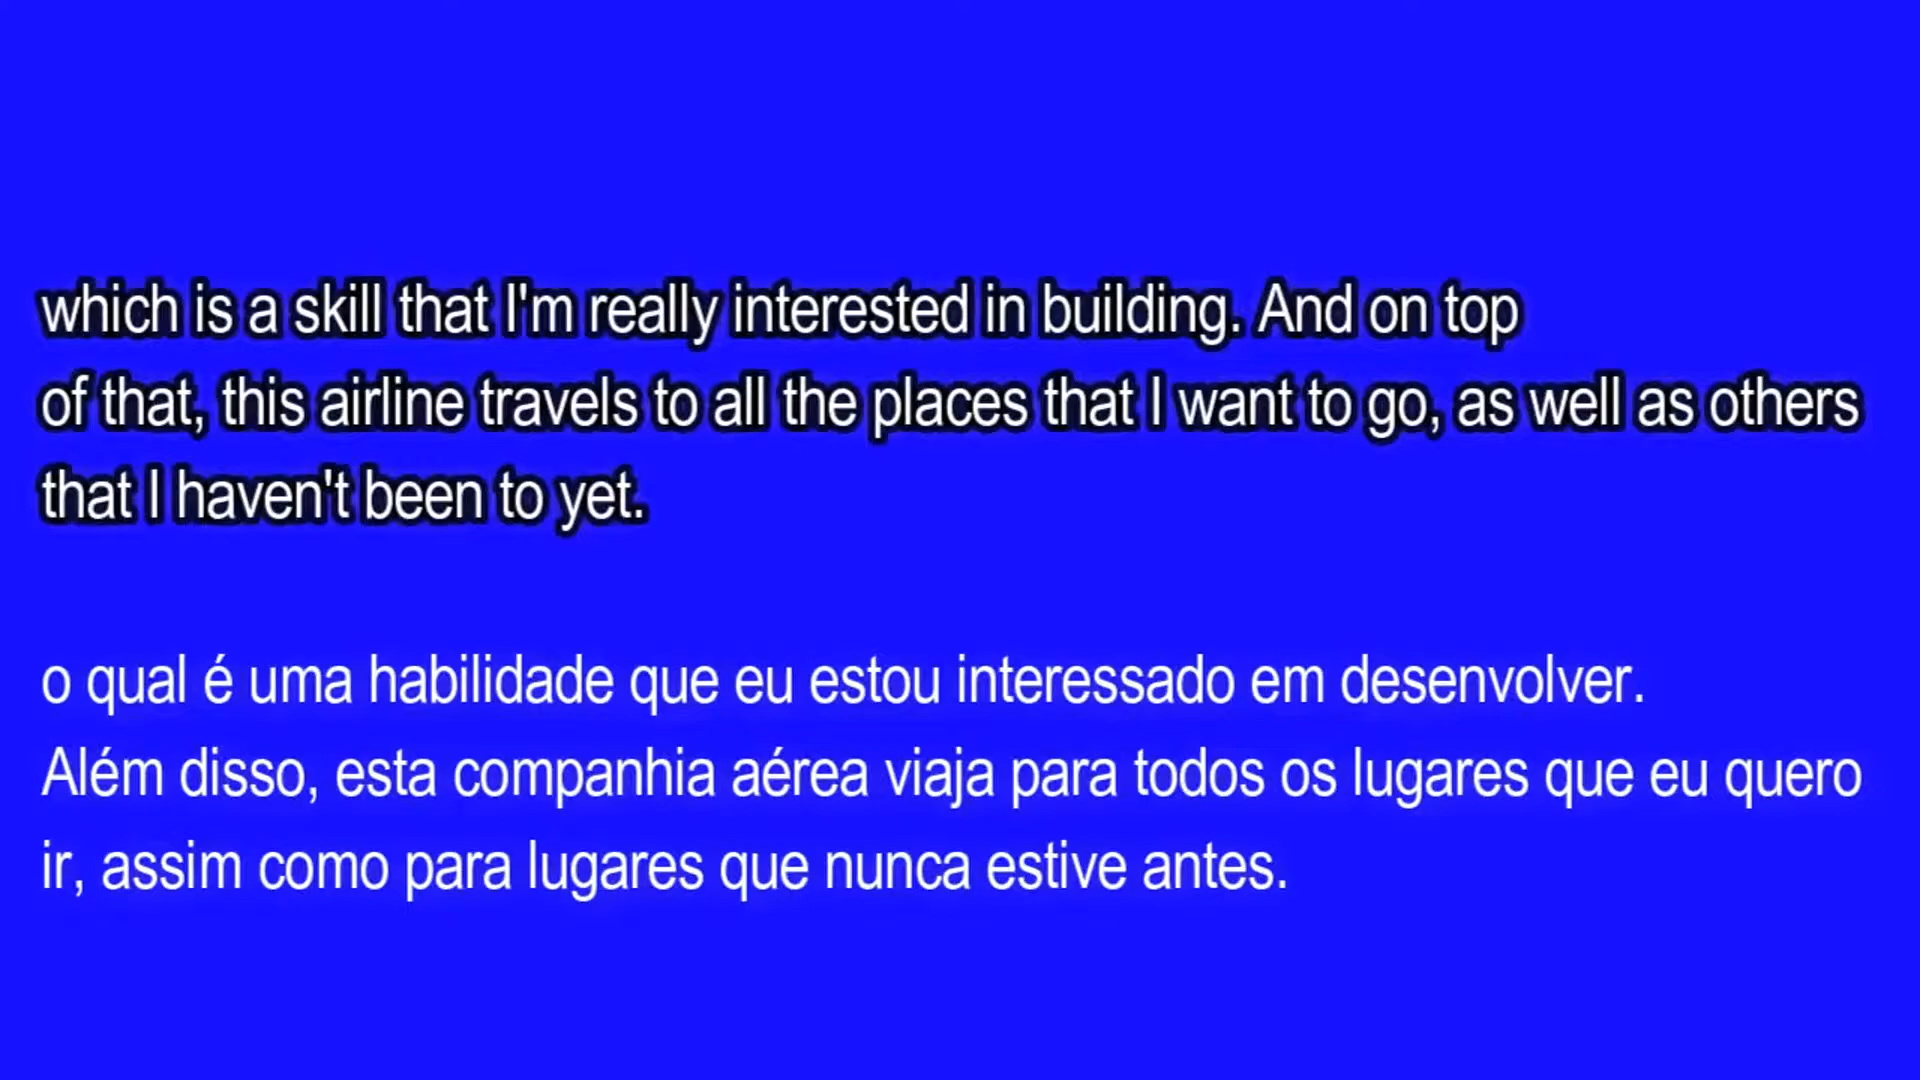 which is a skill that I'm really interested in building. And on top
of that, this airline travels to all the places that I want to go, as well as others
that I haven't been to yet.
o qual é uma habilidade que eu estou interessado em desenvolver.
Além disso, esta companhia aérea viaja para todos os lugares que eu quero
ir, assim como para lugares que nunca estive antes.